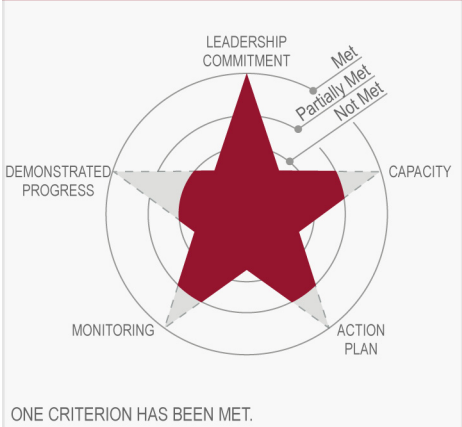 LEADERSHIP
COMMITMENT
Met
Partially Met
Not Met
DEMONSTRATED
PROGRESS
CAPACITY
MONITORING
ACTION
PLAN
ONE CRITERION HAS BEEN MET.